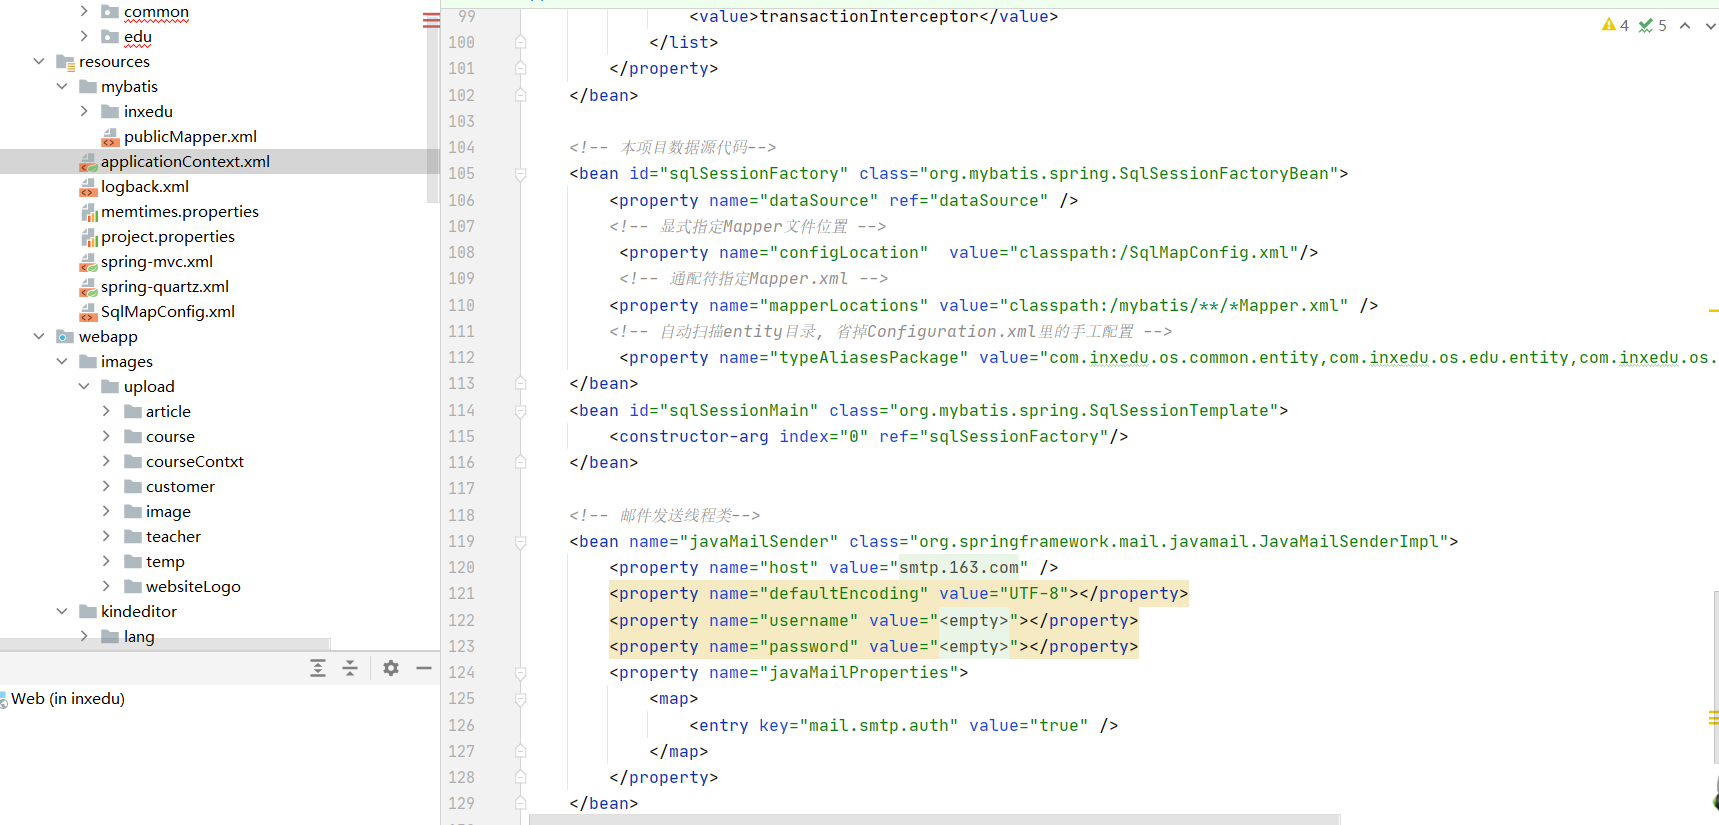 common
edu
resources
mybatis
inxedu
publicMapper.xml
applicationContext.xml
logback.xml
memtimes.properties
project.properties
spring-mvc.xml
spring-quartz.xml
SqlMapConfig.xml
webapp
images
upload
article
course
courseContxt
customer
image
teacher
temp
websiteLogo
kindeditor
lang
Web (in inxedu)
4 5
99 <value>transactionInterceptor</value>
100 </list>
101 </property>
102 </bean>
103
104 <!-- 本项目数据源代码-->
105 <bean id="sqlSessionFactory" class="org.mybatis.spring.SqlSessionFactoryBean">
106 <property name="dataSource" ref="dataSource" />
107 <!-- 显式指定Mapper文件位置 -->
108 <property name="configLocation"  value="classpath:/SqlMapConfig.xml"/>
109 <!-- 通配符指定Mapper.xml -->
110 <property name="mapperLocations" value="classpath:/mybatis/**/*Mapper.xml" />
111 <!-- 自动扫描entity目录, 省掉Configuration.xml里的手工配置 -->
112 <property name="typeAliasesPackage" value="com.inxedu.os.common.entity,com.inxedu.os.edu.entity,com.inxedu.os.
113 </bean>
114 <bean id="sqlSessionMain" class="org.mybatis.spring.SqlSessionTemplate">
115 <constructor-arg index="0" ref="sqlSessionFactory"/>
116 </bean>
117
118 <!-- 邮件发送线程类-->
119 <bean name="javaMailSender" class="org.springframework.mail.javamail.JavaMailSenderImpl">
120 <property name="host" value="smtp.163.com" />
121 <property name="defaultEncoding" value="UTF-8"></property>
122 <property name="username" value="<empty>"></property>
123 <property name="password" value="<empty>"></property>
124 <property name="javaMailProperties">
125 <map>
126 <entry key="mail.smtp.auth" value="true" />
127 </map>
128 </property>
129 </bean>